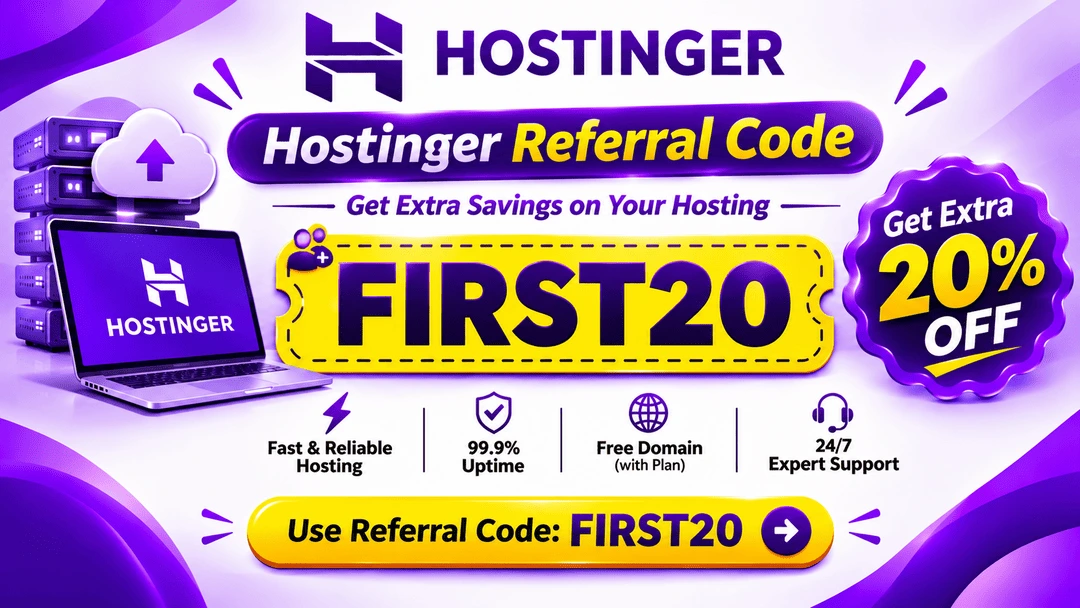 HOSTINGER
Hostinger Referral Code
Get Extra Savings on Your Hosting
HOSTINGER
FIRST20
Get Extra
20%
OFF
Fast & Reliable
Hosting
99.9%
Uptime
Free Domain
(with Plan)
24/7
Expert Support
Use Referral Code: FIRST20